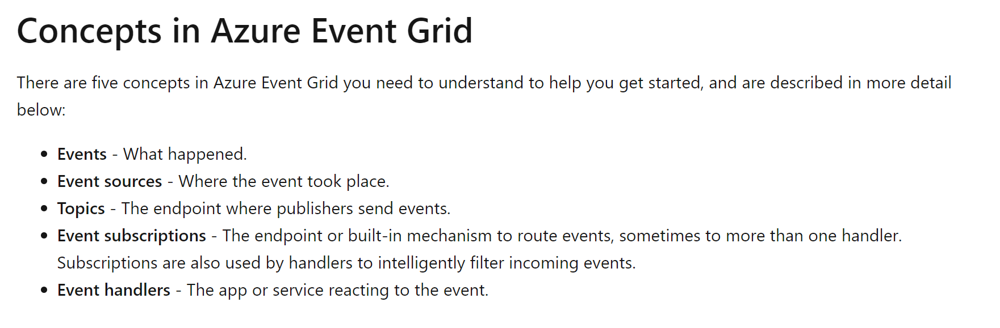 Concepts in Azure Event Grid
There are five concepts in Azure Event Grid you need to understand to help you get started, and are described in more detail
below:
• Events - What happened.
• Event sources - Where the event took place.
• Topics - The endpoint where publishers send events.
• Event subscriptions - The endpoint or built-in mechanism to route events, sometimes to more than one handler.
Subscriptions are also used by handlers to intelligently filter incoming events.
• Event handlers - The app or service reacting to the event.